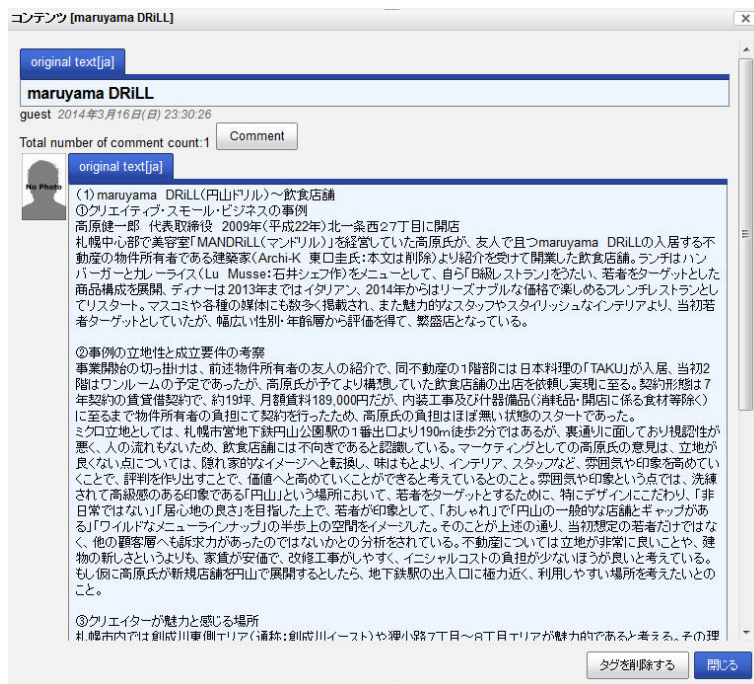 コンテンツ [maruyama DRiLL]
original text[ja]
maruyama DRiLL
guest 2014年3月16日(日) 23:30:26
Total number of comment count:1 Comment
No Photo
original text[ja]
(1)maruyama DRiLL(円山ドリル)～飲食店舗
①クリエイティブ・スモール・ビジネスの事例
高原健一郎 代表取締役 2009年(平成22年)北一条西27丁目に開店
札幌中心部で美容室「MANDRiLL(マンドリル)」を経営していた高原氏が、友人で且つmaruyama DRiLLの入居する不
動産の物件所有者である建築家(Archi-K 東口圭氏:本文は削除)より紹介を受けて開業した飲食店舗。ランチはハン
バーガーとカレーライス(Lu Musse:石井シェフ作)をメニューとして、自ら「B級レストラン」をうたい、若者をターゲットとした
商品構成を展開、ディナーは2013年まではイタリアン、2014年からはリーズナブルな価格で楽しめるフレンチレストランとし
てリスタート。マスコミや各種の媒体にも数多く掲載され、また魅力的なスタッフやスタイリッシュなインテリアより、当初若
者ターゲットとしていたが、幅広い性別・年齢層から評価を得て、繁盛店となっている。
②事例の立地性と成立要件の考察
事業開始の切っ掛けは、前述物件所有者の友人の紹介で、同不動産の1階部には日本料理の「TAKU」が入居、当初2
階はワンルームの予定であったが、高原氏が予てより構想していた飲食店舗の出店を依頼し実現に至る。契約形態は7
年契約の賃貸借契約で、約19坪、月額賃料189,000円だが、内装工事及び什器備品(消耗品・開店に係る食材等除く)
に至るまで物件所有者の負担にて契約を行ったため、高原氏の負担はほぼ無い状態のスタートであった。
ミクロ立地としては、札幌市営地下鉄円山公園駅の1番出口より190m徒歩2分ではあるが、裏通りに面しており視認性が
悪く、人の流れもないため、飲食店舗には不向きであると認識している。マーケティングとしての高原氏の意見は、立地が
良くない点については、隠れ家的なイメージへと転換し、味はもとより、インテリア、スタッフなど、雰囲気や印象を高めてい
くことで、評判を作り出すことで、価値へと高めていくことができると考えているとのこと。雰囲気や印象という点では、洗練
されて高級感のある印象である「円山」という場所において、若者をターゲットとするために、特にデザインにこだわり、「非
日常ではない」「居心地の良さ」を目指した上で、若者が印象として、「おしゃれ」で「円山の一般的な店舗とギャップがあ
る」「ワイルドなメニューラインナップ」の半歩上の空間をイメージした。そのことが上述の通り、当初想定の若者だけではな
く、他の顧客層へも訴求力があったのではないかとの分析をされている。不動産については立地が非常に良いことや、建
物の新しさというよりも、家賃が安価で、改修工事がしやすく、イニシャルコストの負担が少ないほうが良いと考えている。
もし仮に高原氏が新規店舗を円山で展開するとしたら、地下鉄駅の出入口に極力近く、利用しやすい場所を考えたいとの
こと。
③クリエイターが魅力と感じる場所
札幌市内では創成川東側エリア(通称:創成川イースト)や狸小路7丁目～8丁目エリアが魅力的であると考える。その理
タグを削除する 閉じる